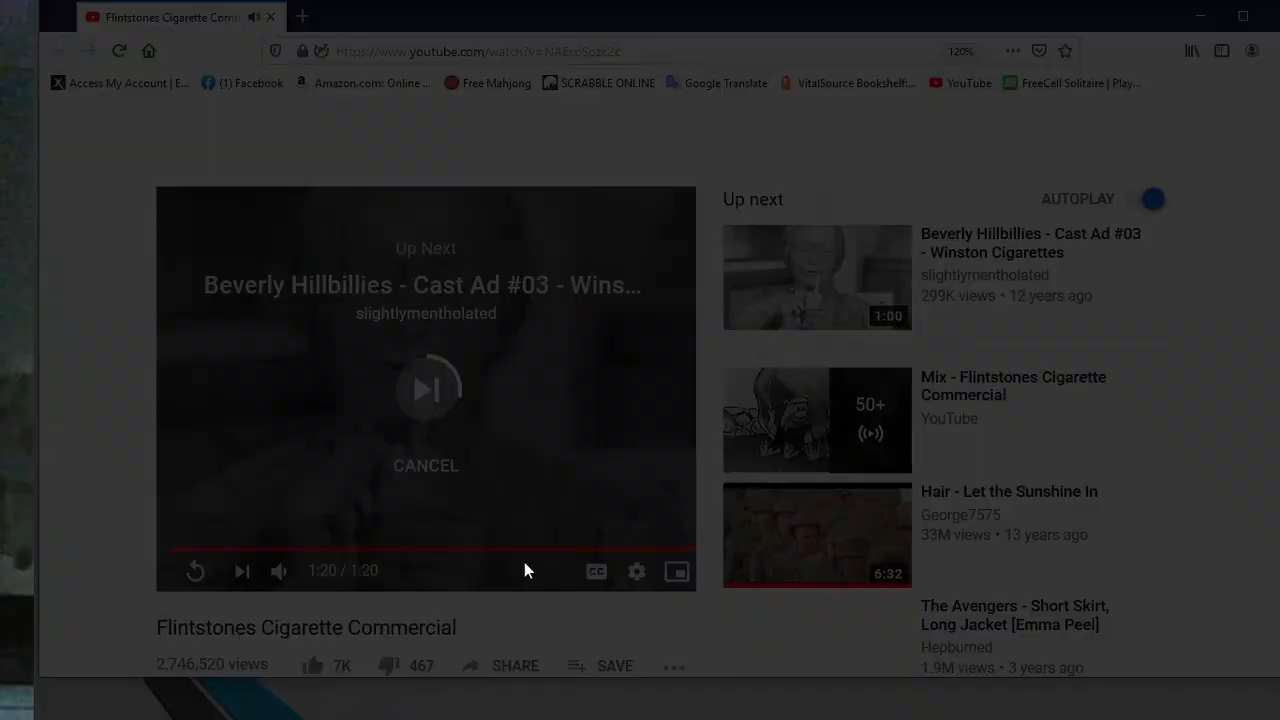 Flintstones Cigarette Comm
https://www.youtube.com/watch?v=
120%
Access My Account | E...
(1) Facebook
Amazon.com: Online ...
Free Mahjong
SCRABBLE ONLINE
Google Translate
VitalSource Bookshelf:...
YouTube
FreeCell Solitaire | Play...
Up Next
Beverly Hillbillies - Cast Ad #03 - Wins...
slightlymentholated
CANCEL
1:20 / 1:20
CC
Flintstones Cigarette Commercial
2,746,520 views
7K
467
SHARE
SAVE
Up next
AUTOPLAY
1:00
Beverly Hillbillies - Cast Ad #03
- Winston Cigarettes
slightlymentholated
299K views • 12 years ago
50+
Mix - Flintstones Cigarette
Commercial
YouTube
6:32
Hair - Let the Sunshine In
George7575
33M views • 13 years ago
The Avengers - Short Skirt,
Long Jacket [Emma Peel]
Hepburned
1.9M views • 3 years ago